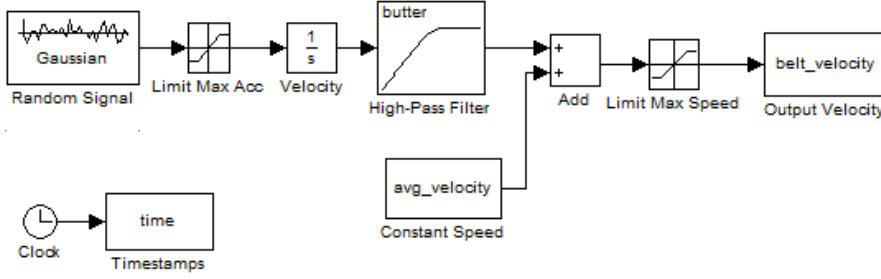 butter
Gaussian
1
s
+
+
belt_velocity
Random Signal
Limit Max Acc
Velocity
High-Pass Filter
Add
Limit Max Speed
Output Velocity
avg_velocity
Constant Speed
time
Clock
Timestamps